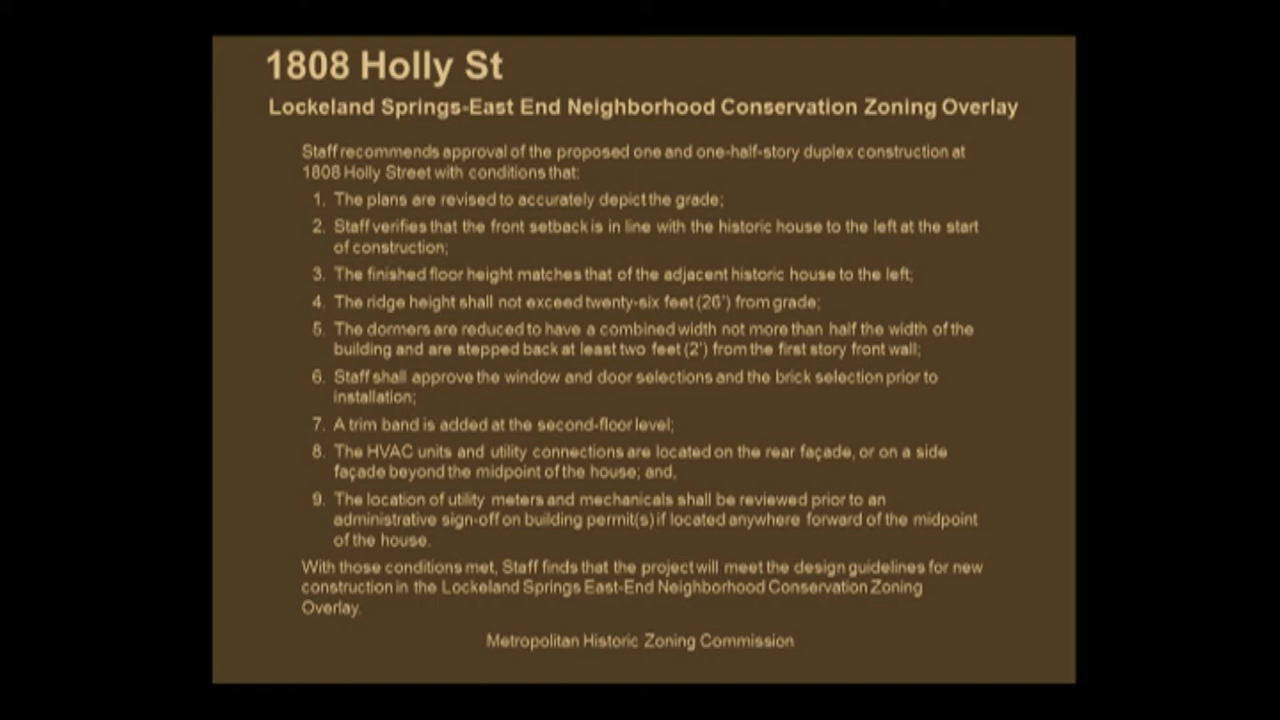 1808 Holly St
Lockeland Springs-East End Neighborhood Conservation Zoning Overlay
Staff recommends approval of the proposed one and one-half-story duplex construction at
1808 Holly Street with conditions that:
1. The plans are revised to accurately depict the grade;
2. Staff verifies that the front setback is in line with the historic house to the left at the start
of construction;
3. The finished floor height matches that of the adjacent historic house to the left;
4. The ridge height shall not exceed twenty-six feet (26') from grade;
5. The dormers are reduced to have a combined width not more than half the width of the
building and are stepped back at least two feet (2') from the first story front wall;
6. Staff shall approve the window and door selections and the brick selection prior to
installation;
7. A trim band is added at the second-floor level;
8. The HVAC units and utility connections are located on the rear façade, or on a side
façade beyond the midpoint of the house; and,
9. The location of utility meters and mechanicals shall be reviewed prior to an
administrative sign-off on building permit(s) if located anywhere forward of the midpoint
of the house.
With those conditions met, Staff finds that the project will meet the design guidelines for new
construction in the Lockeland Springs East-End Neighborhood Conservation Zoning
Overlay.
Metropolitan Historic Zoning Commission